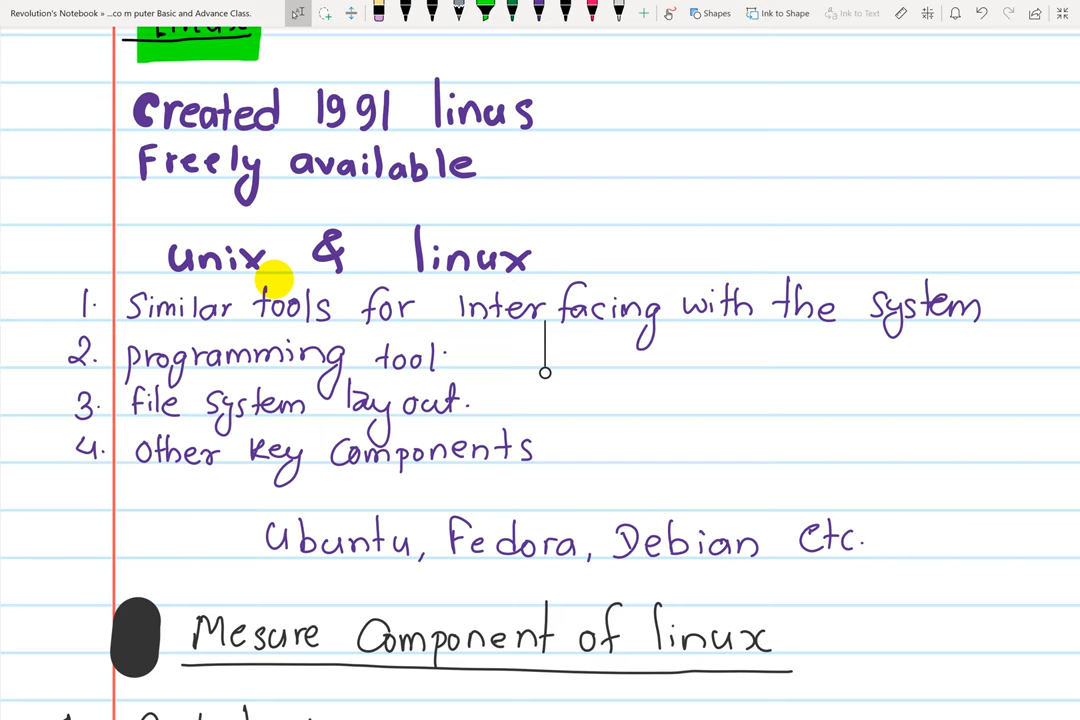 Revolution's Notebook » ...co m puter Basic and Advance Class.
Shapes
Ink to Shape
Ink to Text
Created 1991 linus
Freely available
unix & linux
1. Similar tools for Interfacing with the system
2. programming tool.
3. file system layout.
4. Other key components
Ubuntu, Fedora, Debian Etc.
Mesure Component of linux